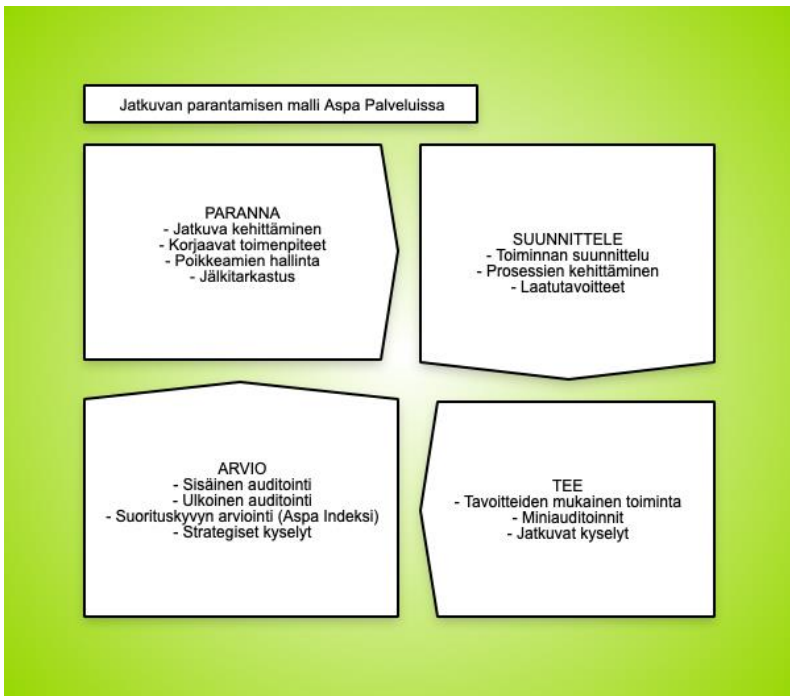 Jatkuvan parantamisen malli Aspa Palveluissa
PARANNA
- Jatkuva kehittäminen
- Korjaavat toimenpiteet
- Poikkeamien hallinta
- Jälkitarkastus
SUUNNITTELE
- Toiminnan suunnittelu
- Prosessien kehittäminen
- Laatutavoitteet
ARVIO
- Sisäinen auditointi
- Ulkoinen auditointi
- Suorituskyvyn arviointi (Aspa Indeksi)
- Strategiset kyselyt
TEE
- Tavoitteiden mukainen toiminta
- Miniauditoinnit
- Jatkuvat kyselyt